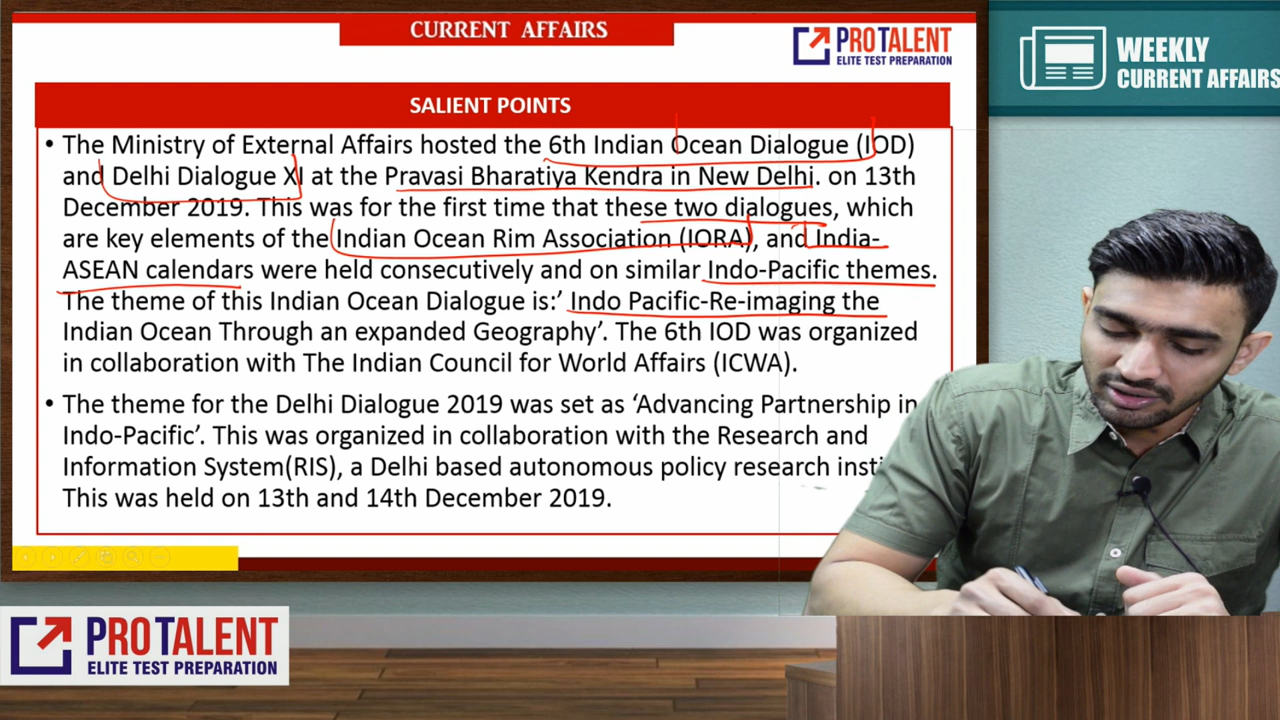 CURRENT AFFAIRS
PROTALENT
ELITE TEST PREPARATION
WEEKLY
CURRENT AFFAIRS
SALIENT POINTS
• The Ministry of External Affairs hosted the 6th Indian Ocean Dialogue (IOD)
and Delhi Dialogue XI at the Pravasi Bharatiya Kendra in New Delhi. on 13th
December 2019. This was for the first time that these two dialogues, which
are key elements of the Indian Ocean Rim Association (IORA), and India-
ASEAN calendars were held consecutively and on similar Indo-Pacific themes.
The theme of this Indian Ocean Dialogue is:’ Indo Pacific-Re-imaging the
Indian Ocean Through an expanded Geography’. The 6th IOD was organized
in collaboration with The Indian Council for World Affairs (ICWA).
• The theme for the Delhi Dialogue 2019 was set as ‘Advancing Partnership in
Indo-Pacific’. This was organized in collaboration with the Research and
Information System(RIS), a Delhi based autonomous policy research
This was held on 13th and 14th December 2019.
PROTALENT
ELITE TEST PREPARATION